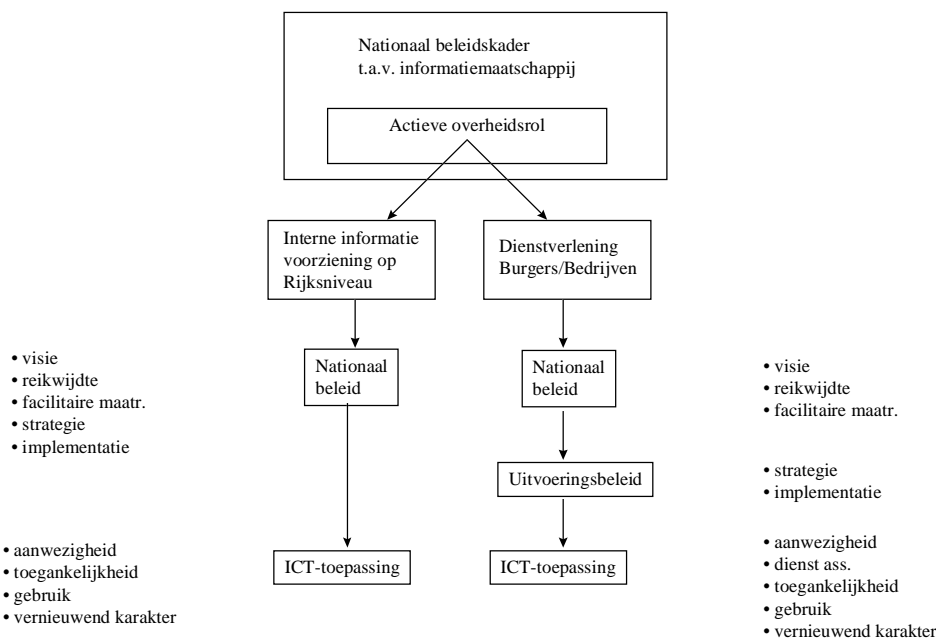 Nationaal beleidskader
t.a.v. informatiemaatschappij
Actieve overheidsrol
Interne informatie
voorziening op
Rijksniveau
Dienstverlening
Burgers/Bedrijven
• visie
• reikwijdte
• facilitaire maatr.
• strategie
• implementatie
Nationaal
beleid
Nationaal
beleid
• visie
• reikwijdte
• facilitaire maatr.
Uitvoeringsbeleid
• strategie
• implementatie
• aanwezigheid
• toegankelijkheid
• gebruik
• vernieuwend karakter
ICT-toepassing
ICT-toepassing
• aanwezigheid
• dienst ass.
• toegankelijkheid
• gebruik
• vernieuwend karakter